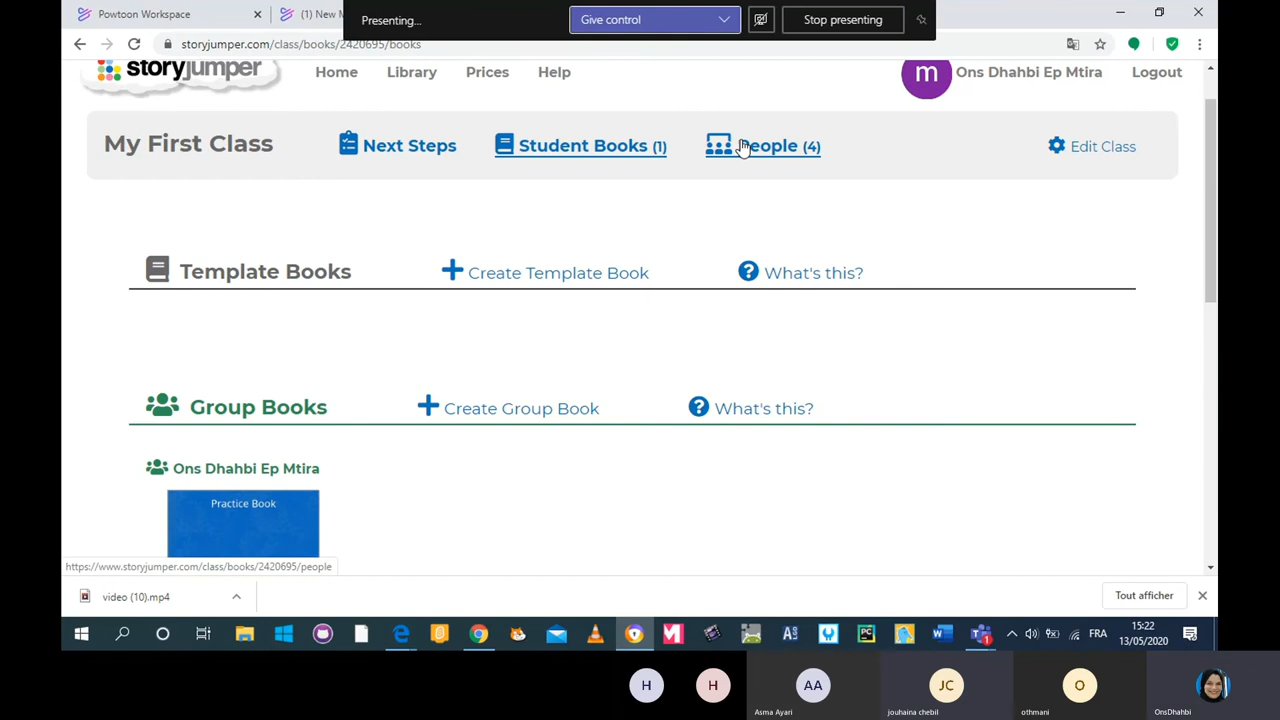 Powtoon Workspace
(1) New M
Presenting...
Give control
Stop presenting
storyjumper.com/class/books/2420695/books
storyjumper
Home
Library
Prices
Help
m
Ons Dhahbi Ep Mtira
Logout
My First Class
Next Steps
Student Books (1)
People (4)
Edit Class
Template Books
Create Template Book
What's this?
Group Books
Create Group Book
What's this?
Ons Dhahbi Ep Mtira
Practice Book
https://www.storyjumper.com/class/books/2420695/people
video (10).mp4
Tout afficher
FRA
15:22
13/05/2020
H
H
AA
Asma Ayari
JC
jouhaina chebil
O
othmani
OnsDhahbi